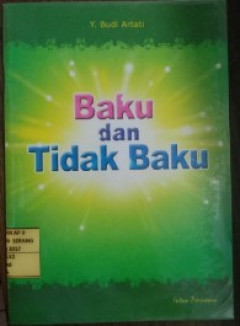 Y. Budi Artati
Baku
dan
Tidak Baku